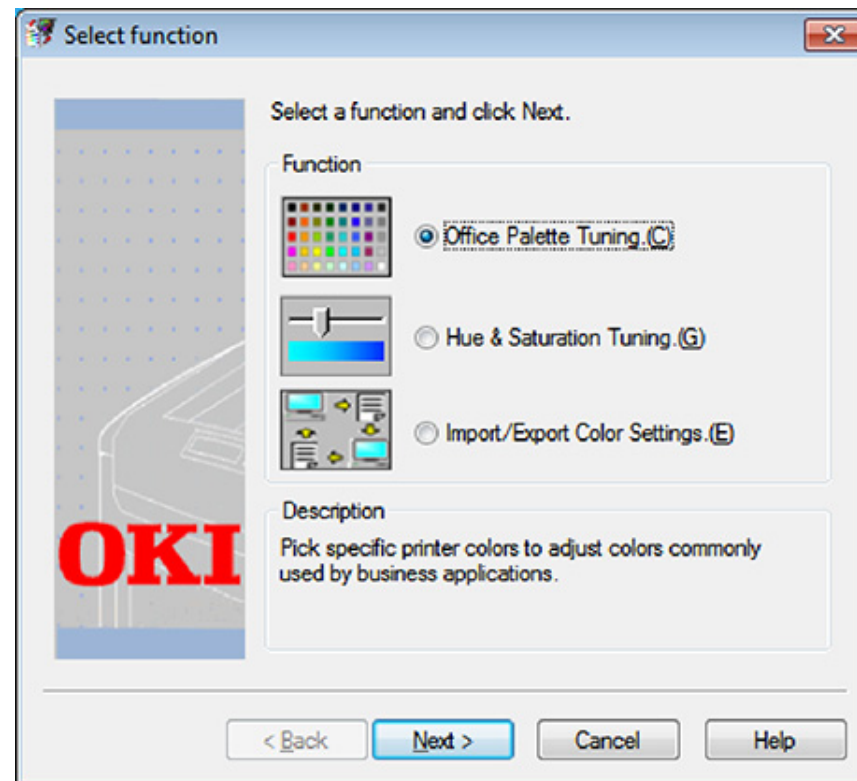 Select function
Select a function and click Next.
Function
Office Palette Tuning.(C)
Hue & Saturation Tuning.(G)
Import/Export Color Settings.(E)
OKI
Description
Pick specific printer colors to adjust colors commonly
used by business applications.
< Back
Next >
Cancel
Help